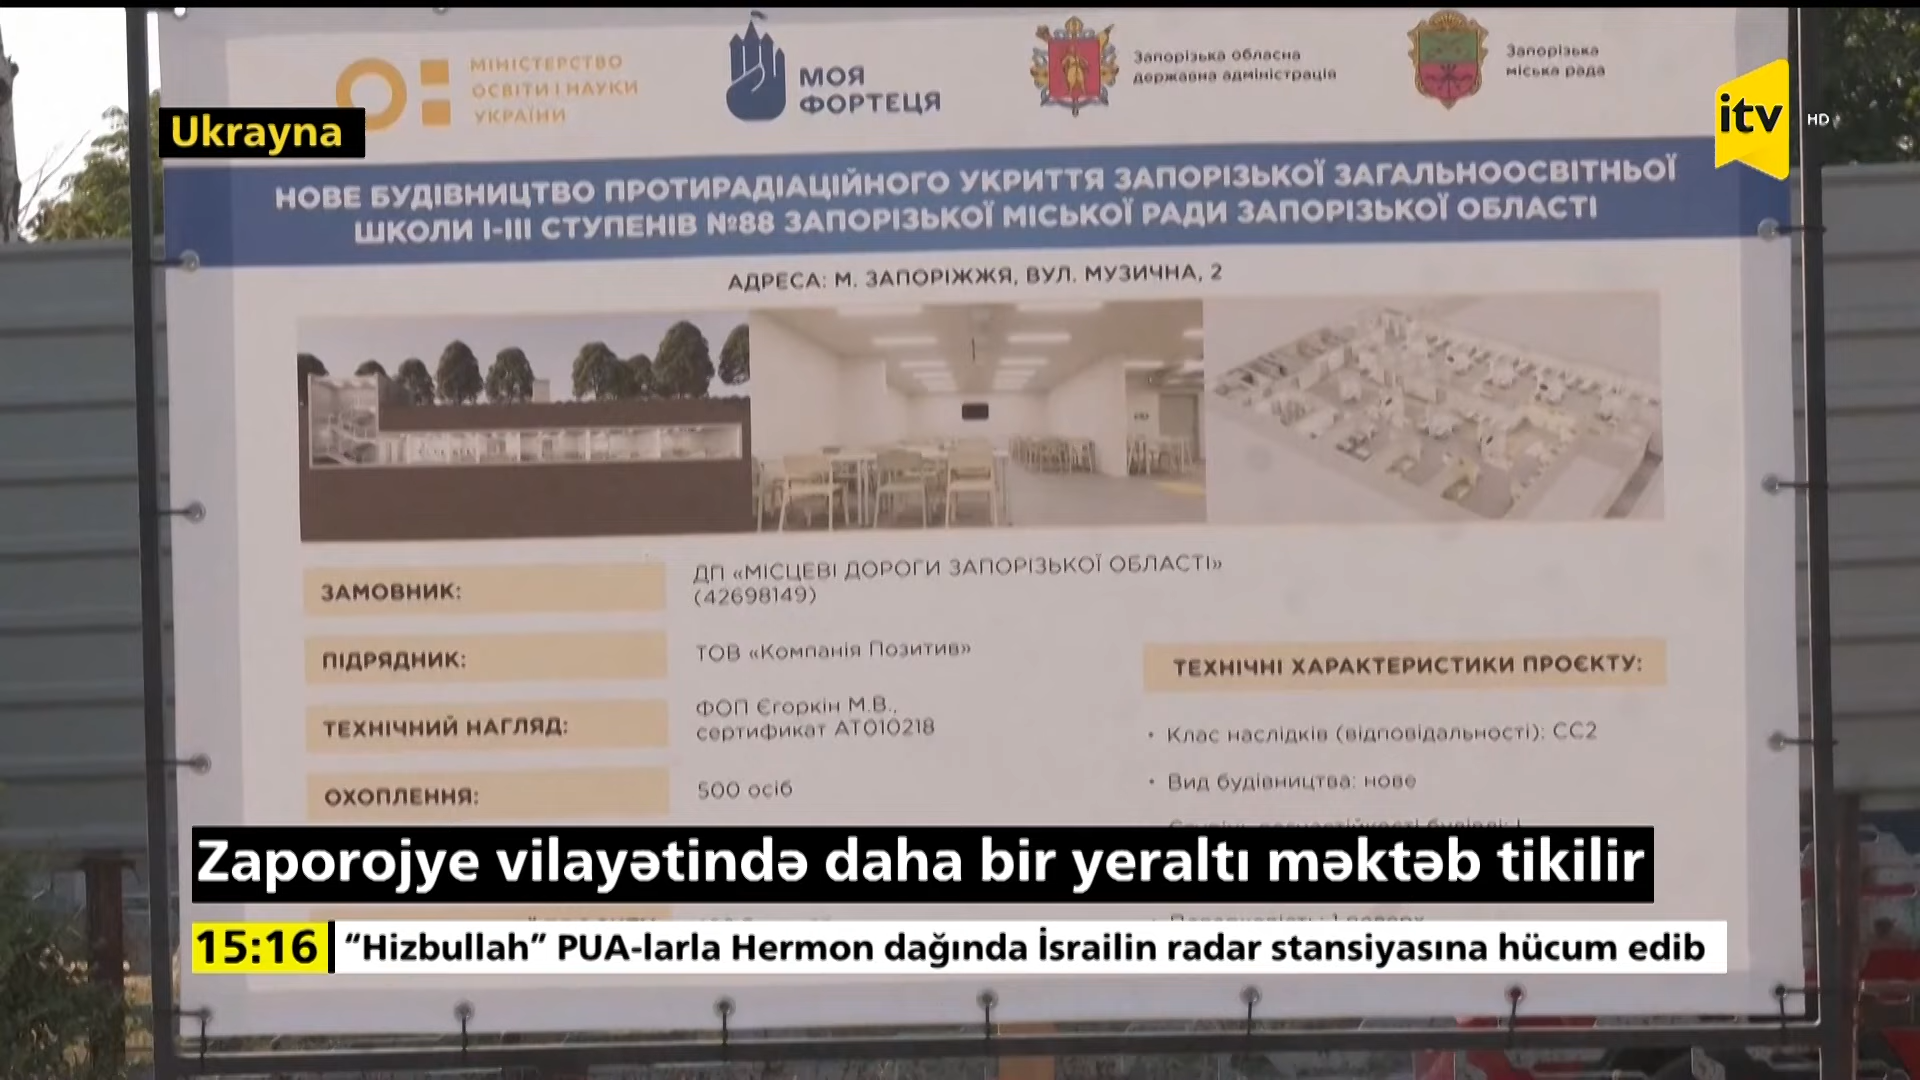 МІНІСТЕРСТВО
ОСВІТИ І НАУКИ
УКРАЇНИ
МОЯ
ФОРТЕЦЯ
Запорізька обласна
державна адміністрація
Запорізька
міська рада
itv HD
Ukrayna
НОВЕ БУДІВНИЦТВО ПРОТИРАДІАЦІЙНОГО УКРИТТЯ ЗАПОРІЗЬКОЇ ЗАГАЛЬНООСВІТНЬОЇ
ШКОЛИ І-ІІІ СТУПЕНІВ №88 ЗАПОРІЗЬКОЇ МІСЬКОЇ РАДИ ЗАПОРІЗЬКОЇ ОБЛАСТІ
АДРЕСА: М. ЗАПОРІЖЖЯ, ВУЛ. МУЗИЧНА, 2
ЗАМОВНИК:
ДП «МІСЦЕВІ ДОРОГИ ЗАПОРІЗЬКОЇ ОБЛАСТІ»
(42698149)
ПІДРЯДНИК:
ТОВ «Компанія Позитив»
ТЕХНІЧНИЙ НАГЛЯД:
ФОП Єгоркін М.В.,
сертифікат АТ010218
ОХОПЛЕННЯ:
500 осіб
ТЕХНІЧНІ ХАРАКТЕРИСТИКИ ПРОЄКТУ:
• Клас наслідків (відповідальності): СС2
• Вид будівництва: нове
Zaporojye vilayətində daha bir yeraltı məktəb tikilir
15:16 “Hizbullah” PUA-larla Hermon dağında İsrailin radar stansiyasına hücum edib